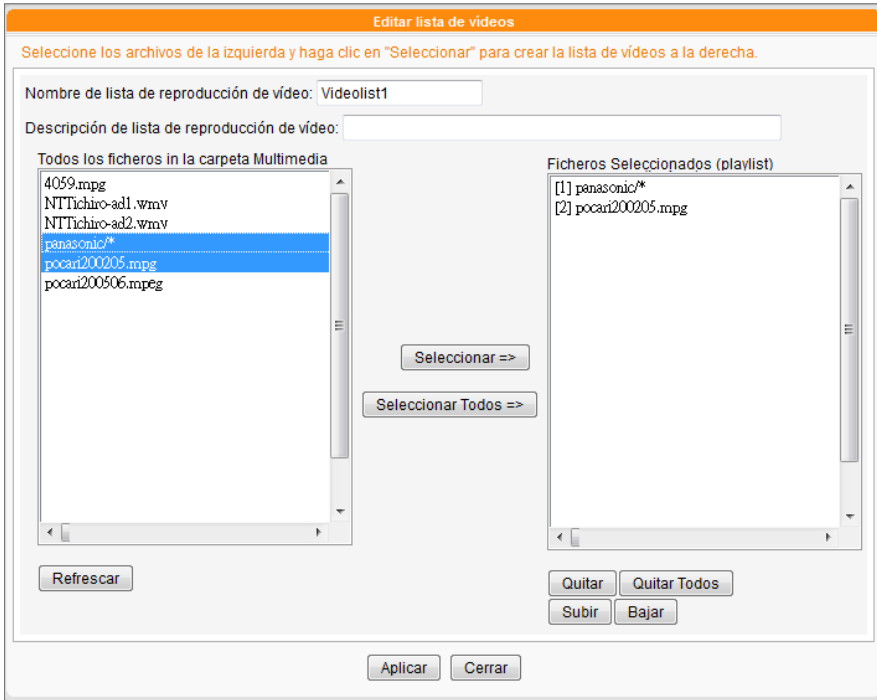 Editar lista de vídeos
Seleccione los archivos de la izquierda y haga clic en "Seleccionar" para crear la lista de vídeos a la derecha.
Nombre de lista de reproducción de vídeo: Videolist1
Descripción de lista de reproducción de vídeo:
Todos los ficheros in la carpeta Multimedia
4059.mpg
NTTichiro-ad1.wmv
NTTichiro-ad2.wmv
panasonic/*
pocari200205.mpg
pocari200506.mpeg
Refrescar
Seleccionar =>
Seleccionar Todos =>
Ficheros Seleccionados (playlist)
[1] panasonic/*
[2] pocari200205.mpg
Quitar Quitar Todos
Subir Bajar
Aplicar Cerrar